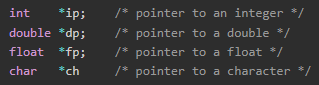 int    *ip;    /* pointer to an integer */
double *dp;    /* pointer to a double */
float  *fp;    /* pointer to a float */
char   *ch     /* pointer to a character */